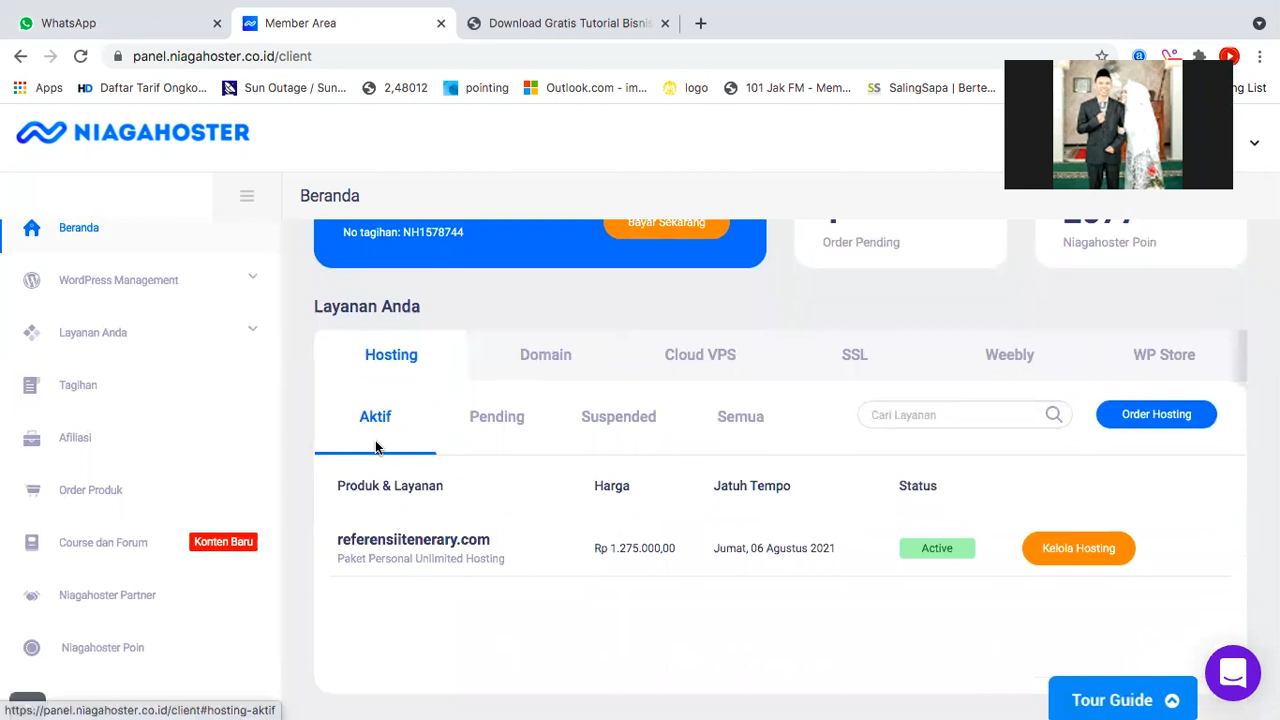 WhatsApp
Member Area
Download Gratis Tutorial Bisnis
panel.niagahoster.co.id/client
Apps
HD Daftar Tarif Ongko...
Sun Outage / Sun...
2,48012
pointing
Outlook.com - im...
logo
101 Jak FM - Mem...
SS SalingSapa | Berte...
ng List
NIAGAHOSTER
Beranda
Beranda
WordPress Management
Layanan Anda
Tagihan
Afiliasi
Order Produk
Course dan Forum
Konten Baru
Niagahoster Partner
Niagahoster Poin
No tagihan: NH1578744
Bayar Sekarang
Order Pending
Niagahoster Poin
Layanan Anda
Hosting
Domain
Cloud VPS
SSL
Weebly
WP Store
Aktif
Pending
Suspended
Semua
Cari Layanan
Order Hosting
Produk & Layanan
Harga
Jatuh Tempo
Status
referensiitenerary.com
Paket Personal Unlimited Hosting
Rp 1.275.000,00
Jumat, 06 Agustus 2021
Active
Kelola Hosting
Tour Guide
https://panel.niagahoster.co.id/client#hosting-aktif